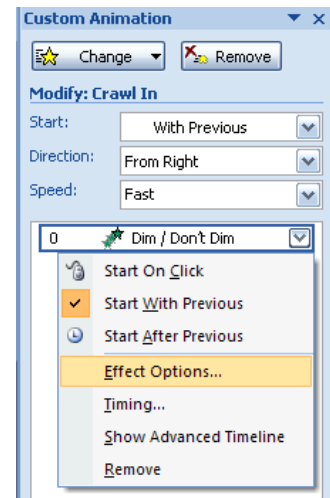 Custom Animation
Change Remove
Modify: Crawl In
Start: With Previous
Direction: From Right
Speed: Fast
0 Dim / Don't Dim
Start On Click
Start With Previous
Start After Previous
Effect Options...
Timing...
Show Advanced Timeline
Remove